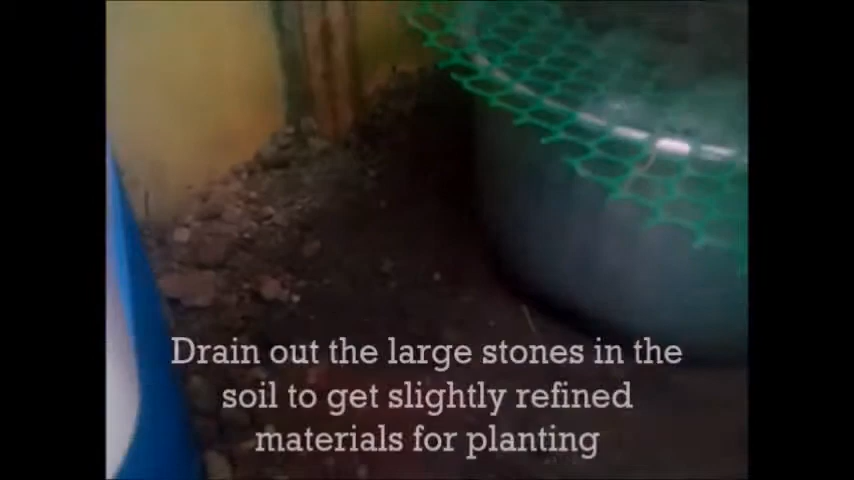 Drain out the large stones in the
soil to get slightly refined
materials for planting